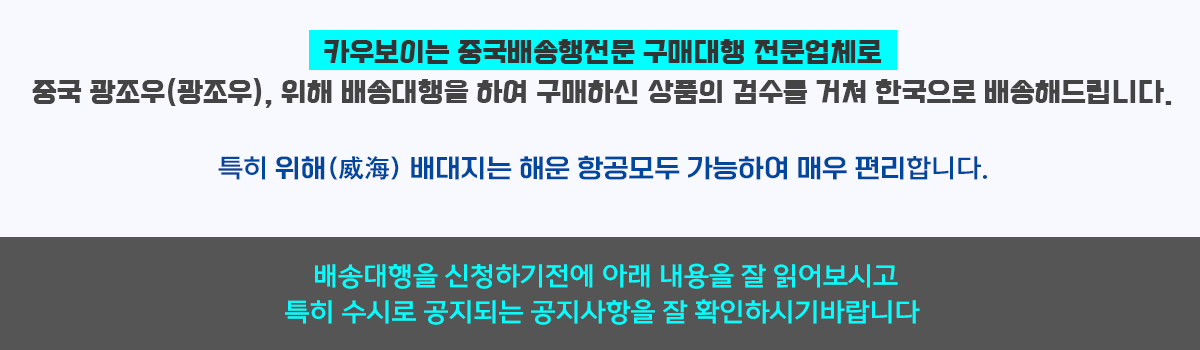 카우보이는 중국배송행전문 구매대행 전문업체로
중국 광조우(광조우), 위해 배송대행을 하여 구매하신 상품의 검수를 거쳐 한국으로 배송해드립니다.
특히 위해(威海) 배대지는 해운 항공모두 가능하여 매우 편리합니다.
배송대행을 신청하기전에 아래 내용을 잘 읽어보시고
특히 수시로 공지되는 공지사항을 잘 확인하시기바랍니다